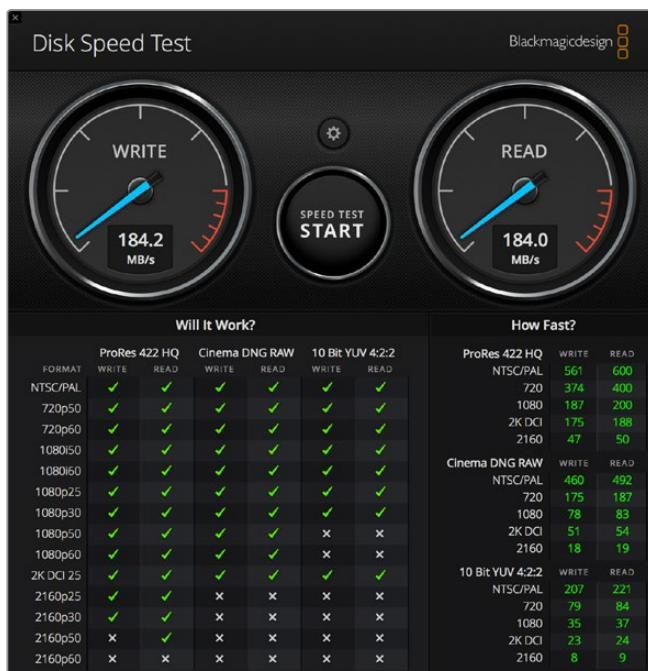 Disk Speed Test
Blackmagicdesign
WRITE
184.2
MB/s
SPEED TEST
START
READ
184.0
MB/s
Will It Work?
ProRes 422 HQ Cinema DNG RAW 10 Bit YUV 4:2:2
FORMAT WRITE READ WRITE READ WRITE READ
NTSC/PAL ✓ ✓ ✓ ✓ ✓ ✓
720p50 ✓ ✓ ✓ ✓ ✓ ✓
720p60 ✓ ✓ ✓ ✓ ✓ ✓
1080i50 ✓ ✓ ✓ ✓ ✓ ✓
1080i60 ✓ ✓ ✓ ✓ ✓ ✓
1080p25 ✓ ✓ ✓ ✓ ✓ ✓
1080p30 ✓ ✓ ✓ ✓ ✓ ✓
1080p50 ✓ ✓ ✓ ✓ × ×
1080p60 ✓ ✓ ✓ ✓ × ×
2K DCI 25 ✓ ✓ ✓ ✓ ✓ ✓
2160p25 ✓ ✓ × × × ×
2160p30 ✓ ✓ × × × ×
2160p50 × ✓ × × × ×
2160p60 × × × × × ×
How Fast?
ProRes 422 HQ WRITE READ
NTSC/PAL 561 600
720 374 400
1080 187 200
2K DCI 175 188
2160 47 50
Cinema DNG RAW WRITE READ
NTSC/PAL 460 492
720 175 187
1080 78 83
2K DCI 51 54
2160 18 19
10 Bit YUV 4:2:2 WRITE READ
NTSC/PAL 207 221
720 79 84
1080 35 37
2K DCI 23 24
2160 8 9